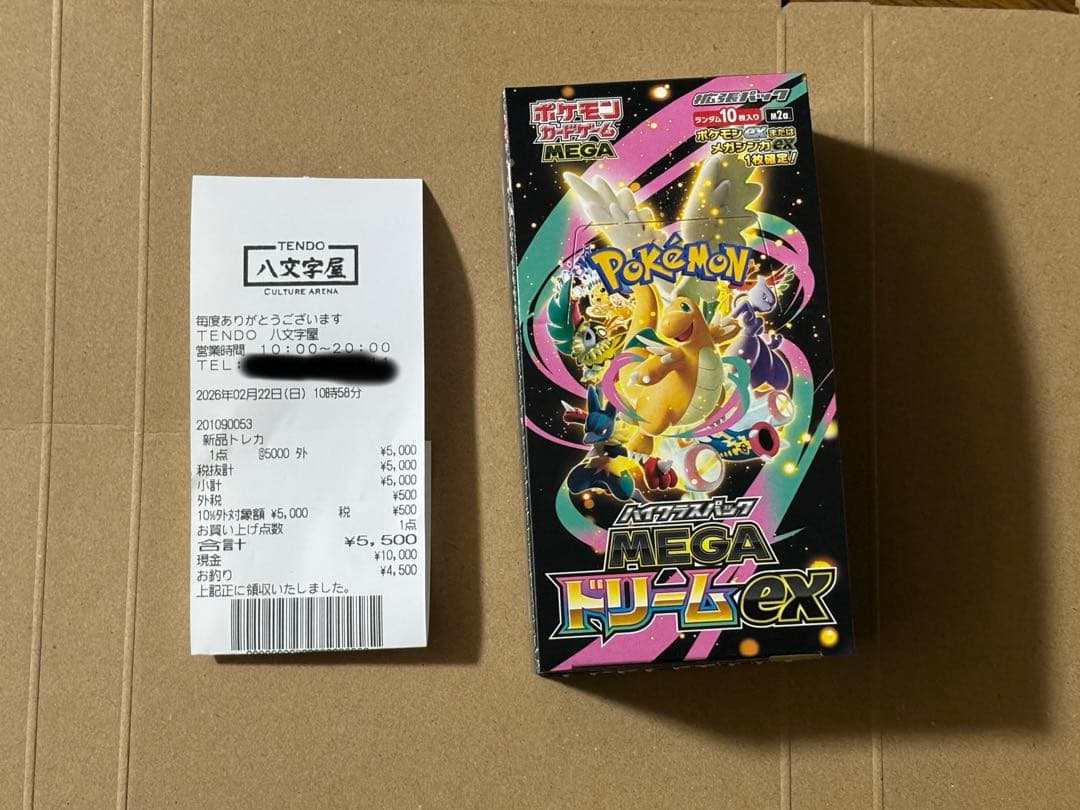 TENDO
八文字屋
CULTURE ARENA
毎度ありがとうございます
TENDO 八文字屋
営業時間 10:00~20:00
TEL:
2026年02月22日(日) 10時58分
201090053
新品トレカ
1点 @5000 外 ¥5,000
税抜計 ¥5,000
小計 ¥5,000
外税 ¥500
10%外対象額 ¥5,000 税 ¥500
お買い上げ点数 1点
合計 ¥5,500
現金 ¥10,000
お釣り ¥4,500
上記正に領収いたしました。
ポケモン
カードゲーム
MEGA
拡張パック
ランダム10枚入り M2a
ポケモンexまたは
メガシンカex
1枚確定!
POKéMON
ハイクラスパック
MEGA
ドリームex